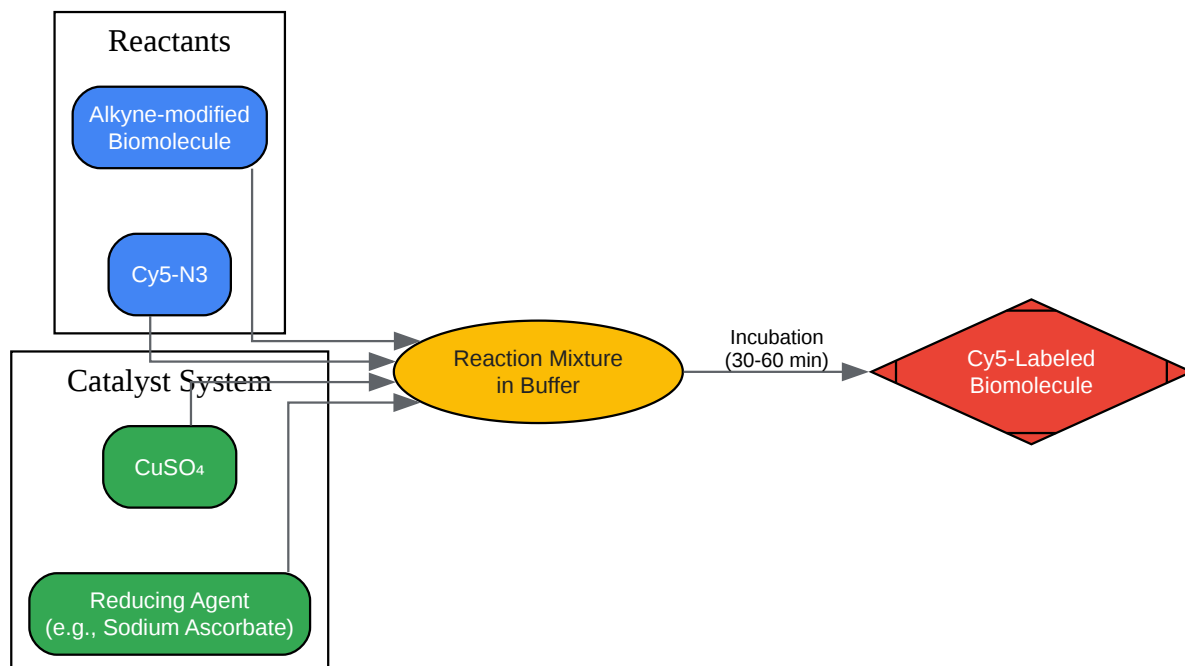 Reactants
Alkyne-modified
Biomolecule
Cy5-N3
Catalyst System
CuSO₄
Reducing Agent
(e.g., Sodium Ascorbate)
Reaction Mixture
in Buffer
Incubation
(30-60 min)
Cy5-Labeled
Biomolecule